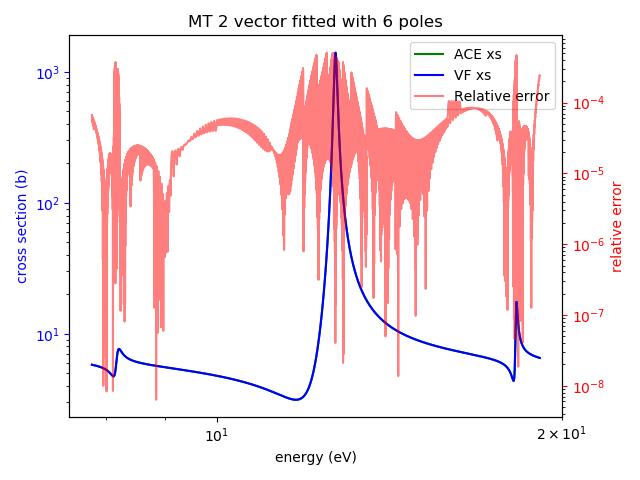 MT 2 vector fitted with 6 poles
ACE xs
VF xs
Relative error
cross section (b)
10³
10²
10¹
relative error
10⁻⁴
10⁻⁵
10⁻⁶
10⁻⁷
10⁻⁸
10¹
2 × 10¹
energy (eV)